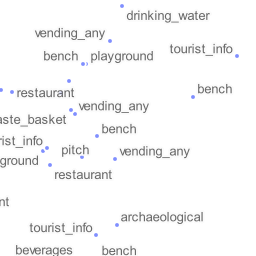 drinking_water
vending_any
tourist_info
bench playground
bench
restaurant
vending_any
aste_basket
bench
rist_info
pitch
vending_any
ground
restaurant
nt
archaeological
tourist_info
beverages
bench